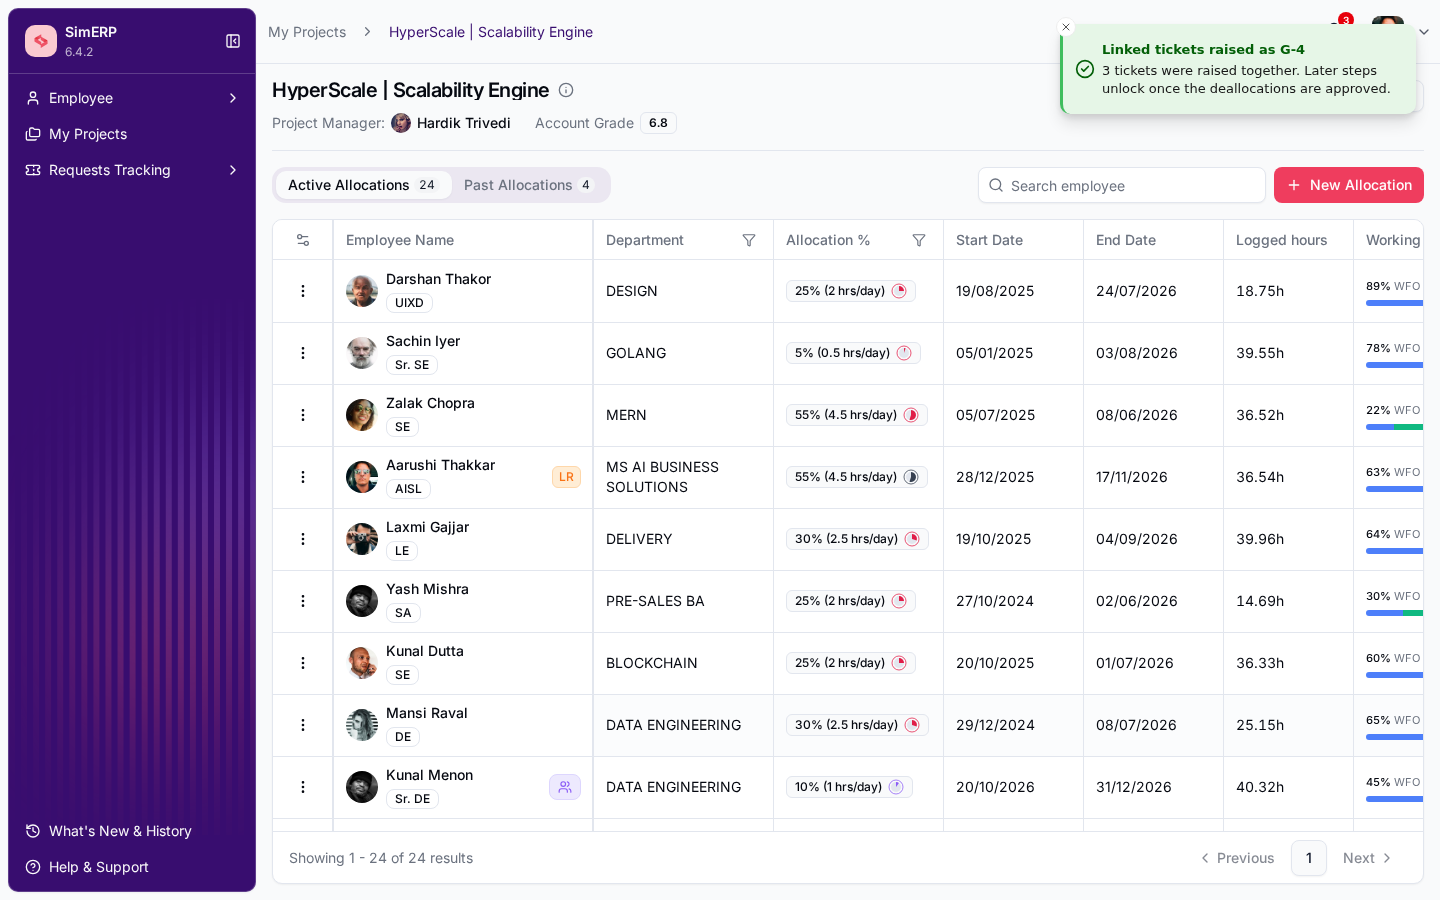 SimERP
6.4.2
Employee
My Projects
Requests Tracking
What's New & History
Help & Support
My Projects
HyperScale | Scalability Engine
3
Linked tickets raised as G-4
3 tickets were raised together. Later steps
unlock once the deallocations are approved.
HyperScale | Scalability Engine
Project Manager: Hardik Trivedi Account Grade 6.8
Active Allocations 24 Past Allocations 4
Search employee
New Allocation
Employee Name Department Allocation % Start Date End Date Logged hours Working
Darshan Thakor
UIXD
DESIGN 25% (2 hrs/day) 19/08/2025 24/07/2026 18.75h 89% WFO
Sachin Iyer
Sr. SE
GOLANG 5% (0.5 hrs/day) 05/01/2025 03/08/2026 39.55h 78% WFO
Zalak Chopra
SE
MERN 55% (4.5 hrs/day) 05/07/2025 08/06/2026 36.52h 22% WFO
Aarushi Thakkar
AISL
LR
MS AI BUSINESS
SOLUTIONS
55% (4.5 hrs/day) 28/12/2025 17/11/2026 36.54h 63% WFO
Laxmi Gajjar
LE
DELIVERY 30% (2.5 hrs/day) 19/10/2025 04/09/2026 39.96h 64% WFO
Yash Mishra
SA
PRE-SALES BA 25% (2 hrs/day) 27/10/2024 02/06/2026 14.69h 30% WFO
Kunal Dutta
SE
BLOCKCHAIN 25% (2 hrs/day) 20/10/2025 01/07/2026 36.33h 60% WFO
Mansi Raval
DE
DATA ENGINEERING 30% (2.5 hrs/day) 29/12/2024 08/07/2026 25.15h 65% WFO
Kunal Menon
Sr. DE
DATA ENGINEERING 10% (1 hrs/day) 20/10/2026 31/12/2026 40.32h 45% WFO
Showing 1 - 24 of 24 results
Previous 1 Next